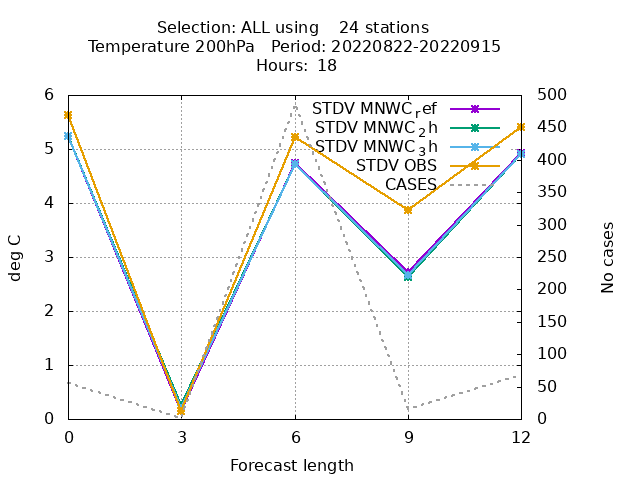 Selection: ALL using    24 stations
Temperature 200hPa   Period: 20220822-20220915
Hours: 18
STDV MNWC_ref
STDV MNWC_2h
STDV MNWC_3h
STDV OBS
CASES
6
5
4
3
2
1
0
500
450
400
350
300
250
200
150
100
50
0
deg C
No cases
0 3 6 9 12
Forecast length